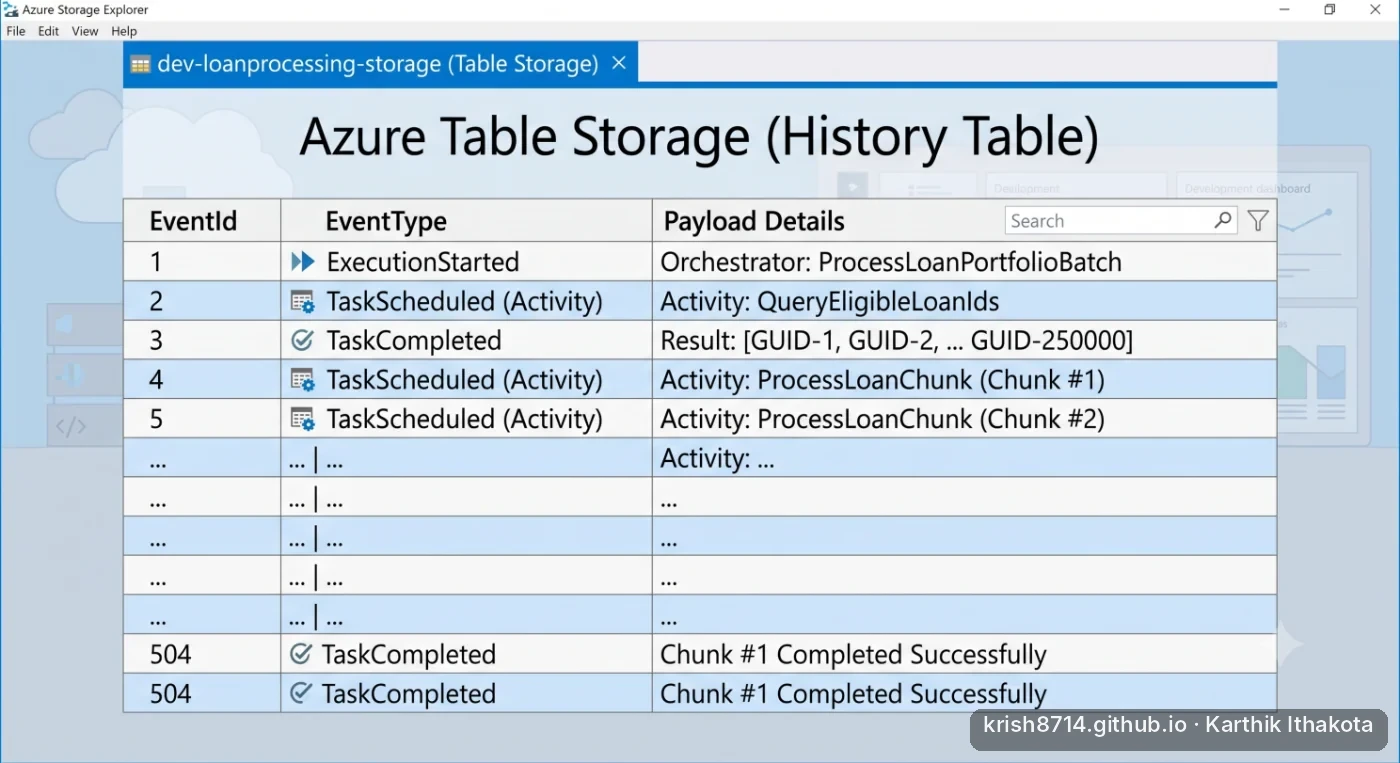 Azure Storage Explorer
File Edit View Help
dev-loanprocessing-storage (Table Storage) ×
Azure Table Storage (History Table)
Development
Development dashboard
EventId EventType Payload Details Search
1 ExecutionStarted Orchestrator: ProcessLoanPortfolioBatch
2 TaskScheduled (Activity) Activity: QueryEligibleLoanIds
3 TaskCompleted Result: [GUID-1, GUID-2, ... GUID-250000]
4 TaskScheduled (Activity) Activity: ProcessLoanChunk (Chunk #1)
5 TaskScheduled (Activity) Activity: ProcessLoanChunk (Chunk #2)
... ... | ... Activity: ...
... ... | ... ...
... ... | ... ...
... ... | ... ...
... ... | ... ...
504 TaskCompleted Chunk #1 Completed Successfully
504 TaskCompleted Chunk #1 Completed Successfully
</>
krish8714.github.io · Karthik Ithakota